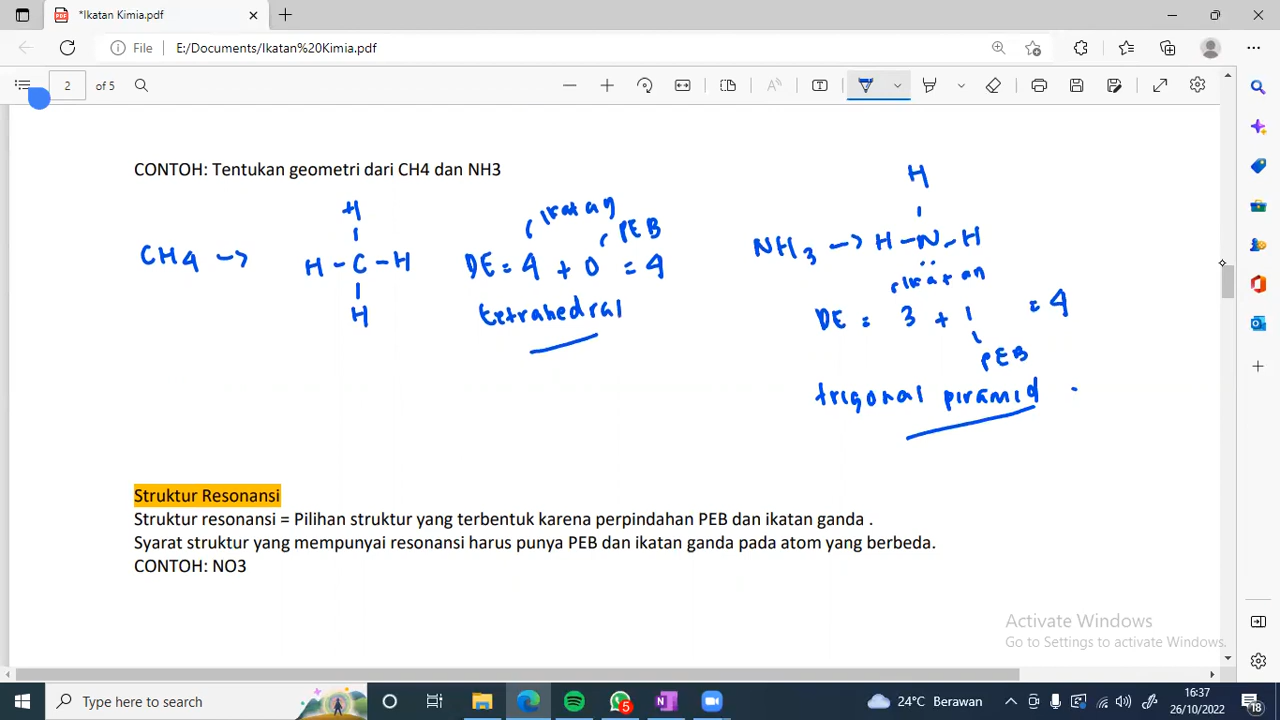 *Ikatan Kimia.pdf
File E:/Documents/Ikatan%20Kimia.pdf
2 of 5
CONTOH: Tentukan geometri dari CH4 dan NH3
CH4 -> H
H - C - H
H
ikatan
PEB
DE = 4 + 0 = 4
tetrahedral
H
NH3 -> H - N - H
ikatan
DE = 3 + 1 = 4
PEB
trigonal piramid
Struktur Resonansi
Struktur resonansi = Pilihan struktur yang terbentuk karena perpindahan PEB dan ikatan ganda .
Syarat struktur yang mempunyai resonansi harus punya PEB dan ikatan ganda pada atom yang berbeda.
CONTOH: NO3
Activate Windows
Go to Settings to activate Windows.
Type here to search
5
24°C Berawan
16:37
26/10/2022
18